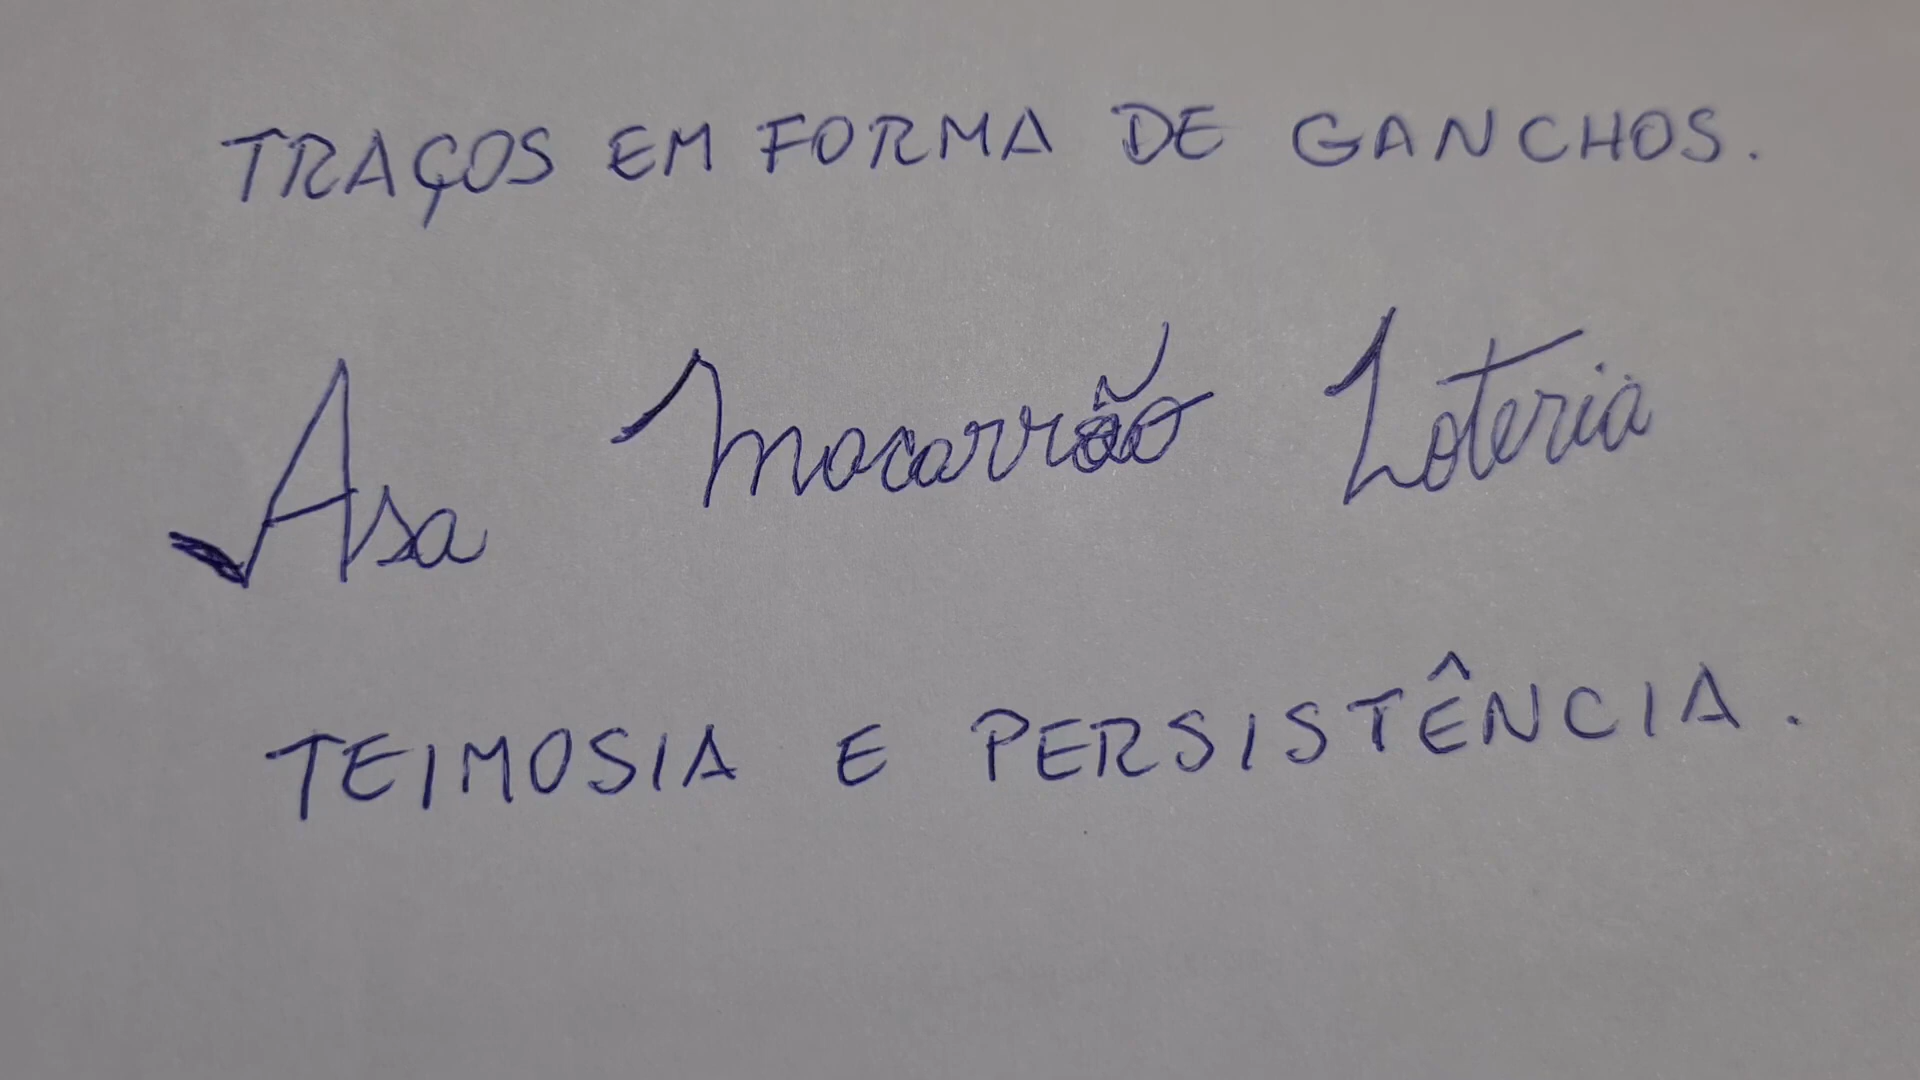 TRAÇOS EM FORMA DE GANCHOS.
Asa Macarrão Loteria
TEIMOSIA E PERSISTÊNCIA.